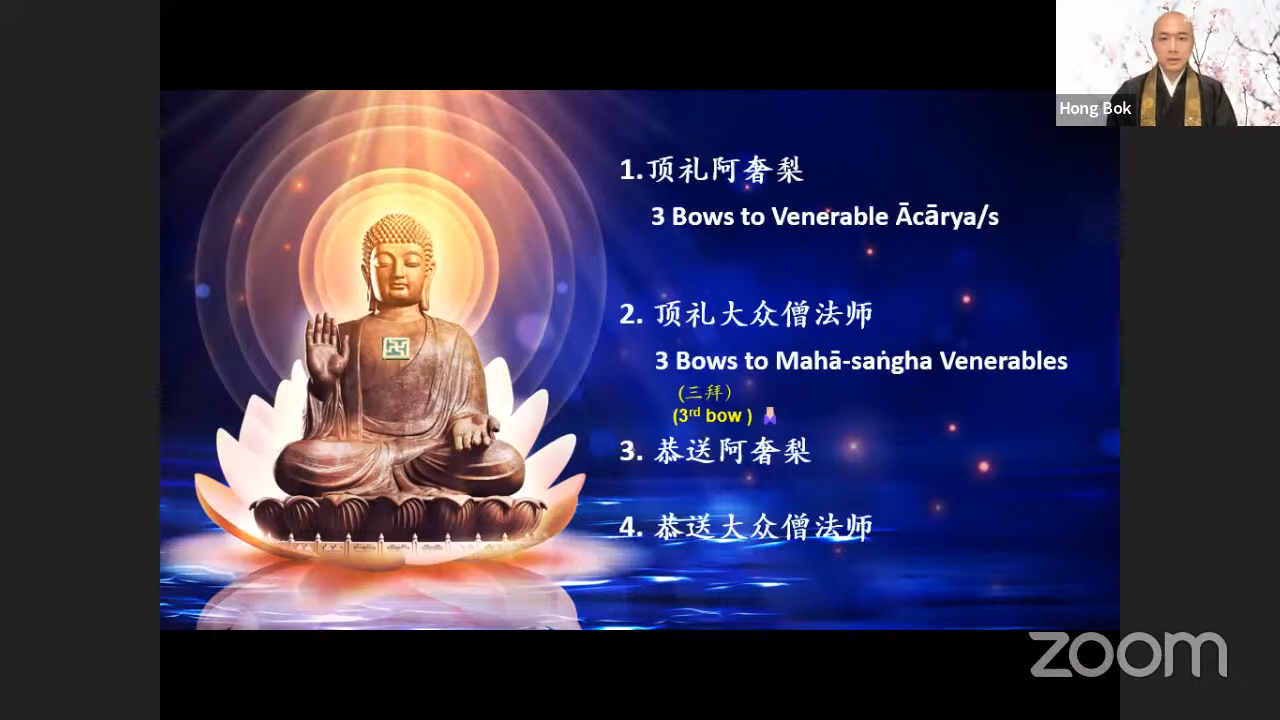 Hong Bok
1.顶礼阿奢梨
3 Bows to Venerable Ācārya/s
2. 顶礼大众僧法师
3 Bows to Mahā-saṅgha Venerables
(三拜）
(3rd bow )
3. 恭送阿奢梨
4. 恭送大众僧法师
zoom